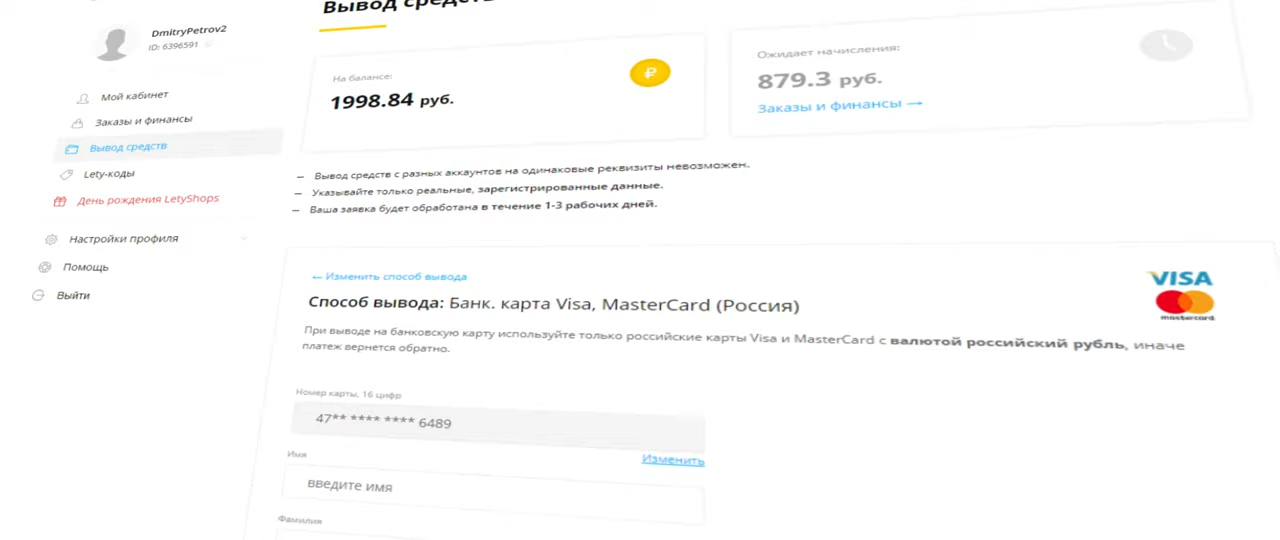 Вывод средств
DmitryPetrov2
ID: 6396591
Мой кабинет
Заказы и финансы
Вывод средств
Lety-коды
День рождения LetyShops
Настройки профиля
Помощь
Выйти
На балансе:
₽
1998.84 руб.
Ожидает начисления:
879.3 руб.
Заказы и финансы →
— Вывод средств с разных аккаунтов на одинаковые реквизиты невозможен.
— Указывайте только реальные, зарегистрированные данные.
— Ваша заявка будет обработана в течение 1-3 рабочих дней.
← Изменить способ вывода
Способ вывода: Банк. карта Visa, MasterCard (Россия)
VISA
mastercard
При выводе на банковскую карту используйте только российские карты Visa и MasterCard с валютой российский рубль, иначе
платеж вернется обратно.
Номер карты, 16 цифр
47** **** **** 6489
Изменить
Имя
введите имя
Фамилия